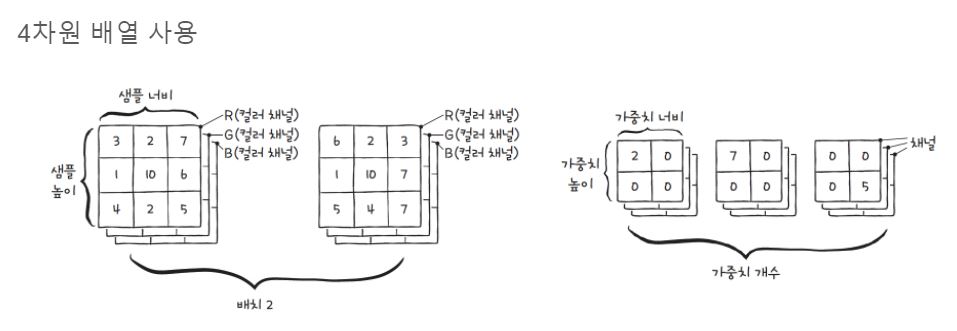 4차원 배열 사용
샘플 너비
R(컬러 채널)
G(컬러 채널)
B(컬러 채널)
샘플
높이
3 2 7
1 10 6
4 2 5
R(컬러 채널)
G(컬러 채널)
B(컬러 채널)
6 2 3
1 10 7
5 4 7
배치 2
가중치 너비
가중치
높이
2 0
0 0
7 0
0 0
0 0
0 5
채널
가중치 개수